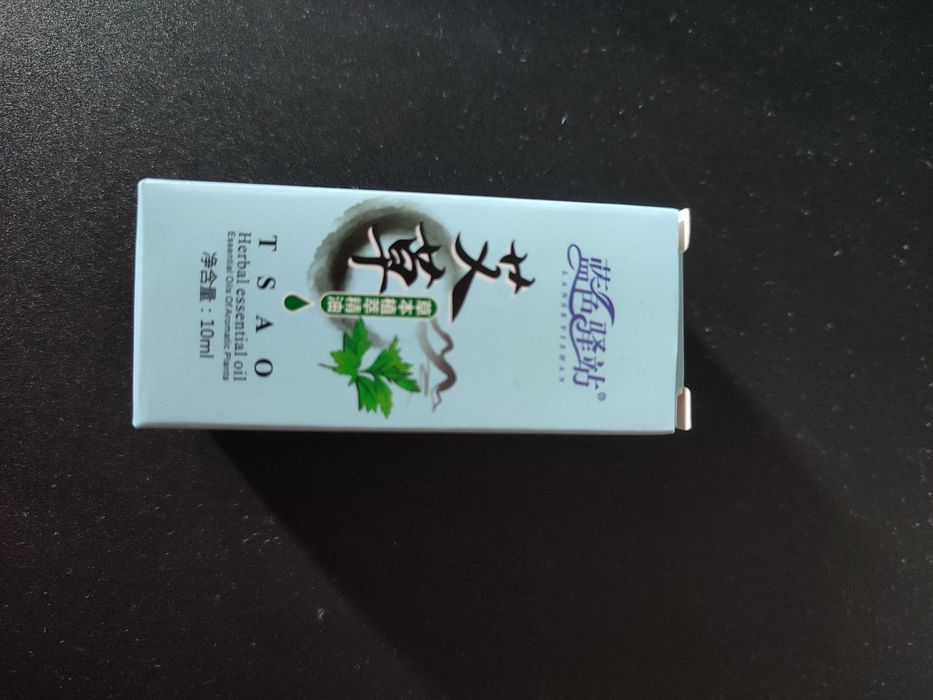 蓝色驿站®
LANSEYIZHAN
艾草
草本植萃精油
T S A O
Herbal essential oil
Essential Oils Of Aromatic Plants
净含量：10ml